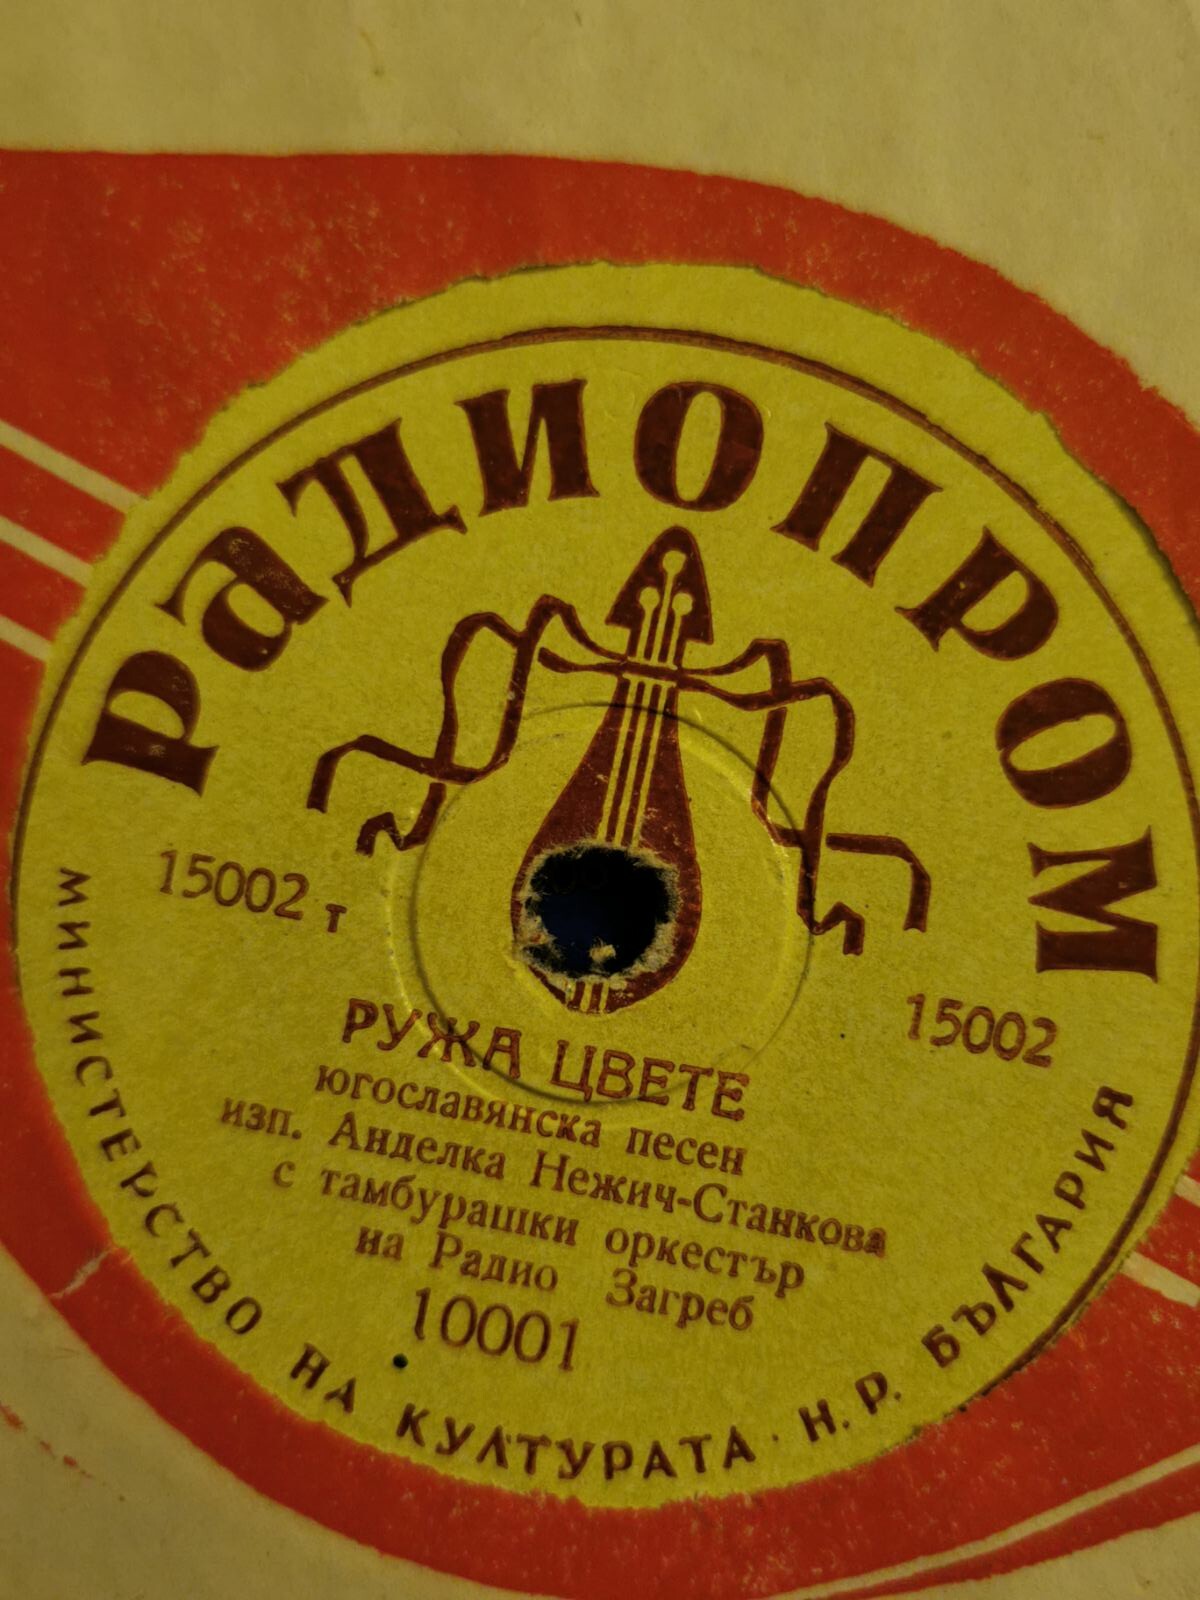 РАДИОПРОМ
15002 т
15002
РУЖА ЦВЕТЕ
югославянска песен
изп. Анделка Нежич-Станкова
с тамбурашки оркестър
на Радио Загреб
10001
МИНИСТЕРСТВО НА КУЛТУРАТА · Н. Р. БЪЛГАРИЯ